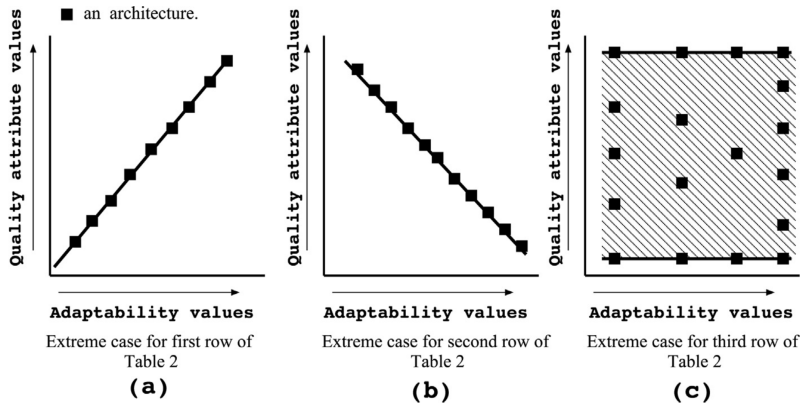 an architecture.
Quality attribute values
Adaptability values
Extreme case for first row of
Table 2
(a)
Quality attribute values
Adaptability values
Extreme case for second row of
Table 2
(b)
Quality attribute values
Adaptability values
Extreme case for third row of
Table 2
(c)